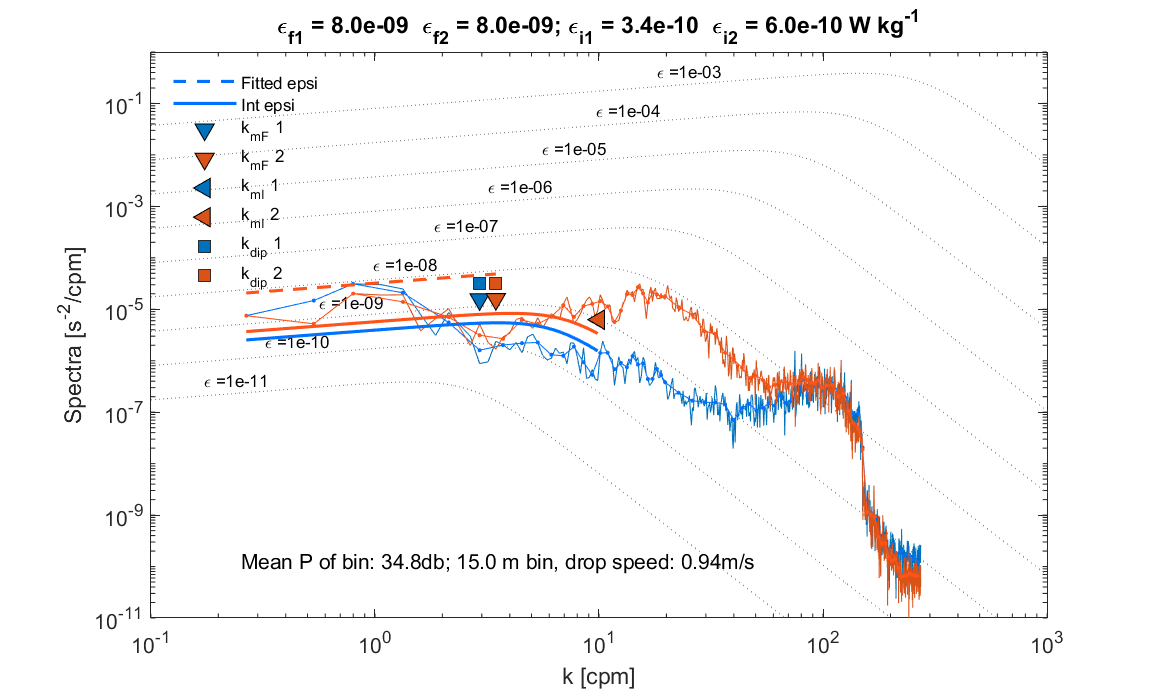 ϵf1 = 8.0e-09 ϵf2 = 8.0e-09; ϵi1 = 3.4e-10 ϵi2 = 6.0e-10 W kg-1
Fitted epsi
Int epsi
kmF 1
kmF 2
kmI 1
kmI 2
kdip 1
kdip 2
ϵ =1e-03
ϵ =1e-04
ϵ =1e-05
ϵ =1e-06
ϵ =1e-07
ϵ =1e-08
ϵ =1e-09
ϵ =1e-10
ϵ =1e-11
Mean P of bin: 34.8db; 15.0 m bin, drop speed: 0.94m/s
Spectra [s-2/cpm]
10-1
10-3
10-5
10-7
10-9
10-11
10-1
100
101
102
103
k [cpm]